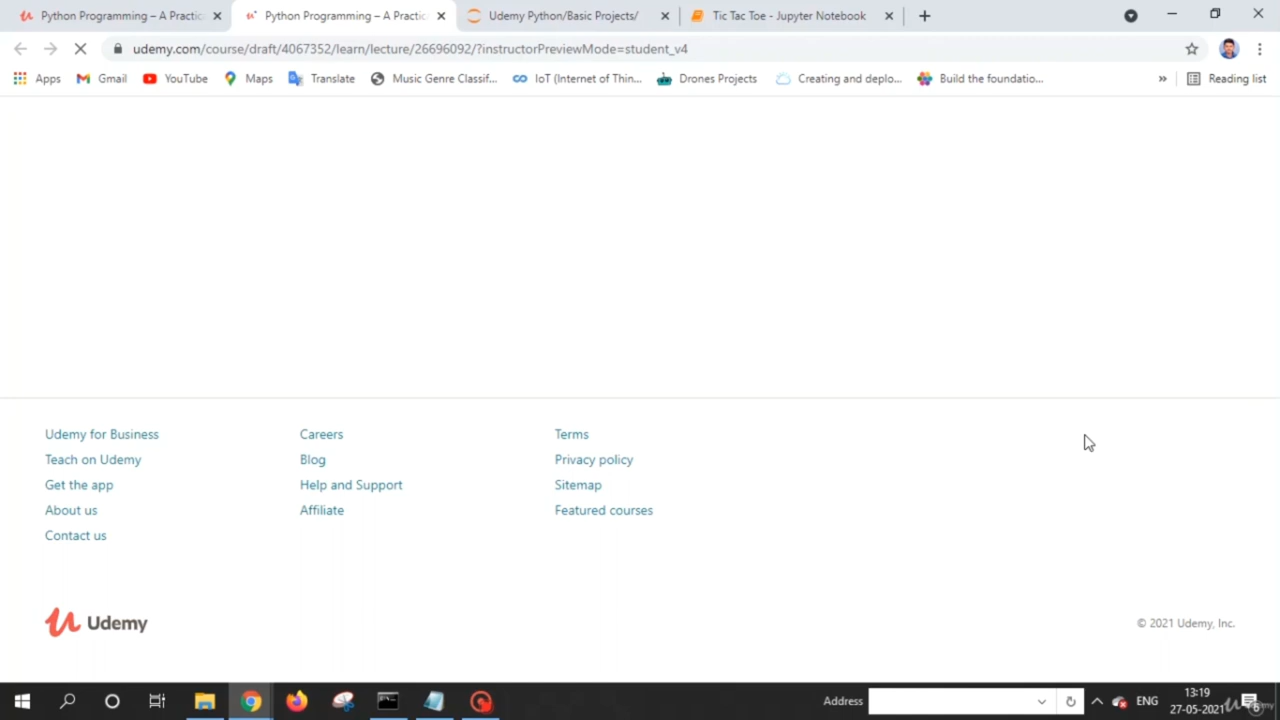 Python Programming – A Practic
Python Programming – A Practic
Udemy Python/Basic Projects/
Tic Tac Toe - Jupyter Notebook
udemy.com/course/draft/4067352/learn/lecture/26696092/?instructorPreviewMode=student_v4
Apps
Gmail
YouTube
Maps
Translate
Music Genre Classif...
IoT (Internet of Thin...
Drones Projects
Creating and deplo...
Build the foundatio...
»
Reading list
Udemy for Business
Careers
Terms
Teach on Udemy
Blog
Privacy policy
Get the app
Help and Support
Sitemap
About us
Affiliate
Featured courses
Contact us
Udemy
© 2021 Udemy, Inc.
Address
ENG
13:19
27-05-2021